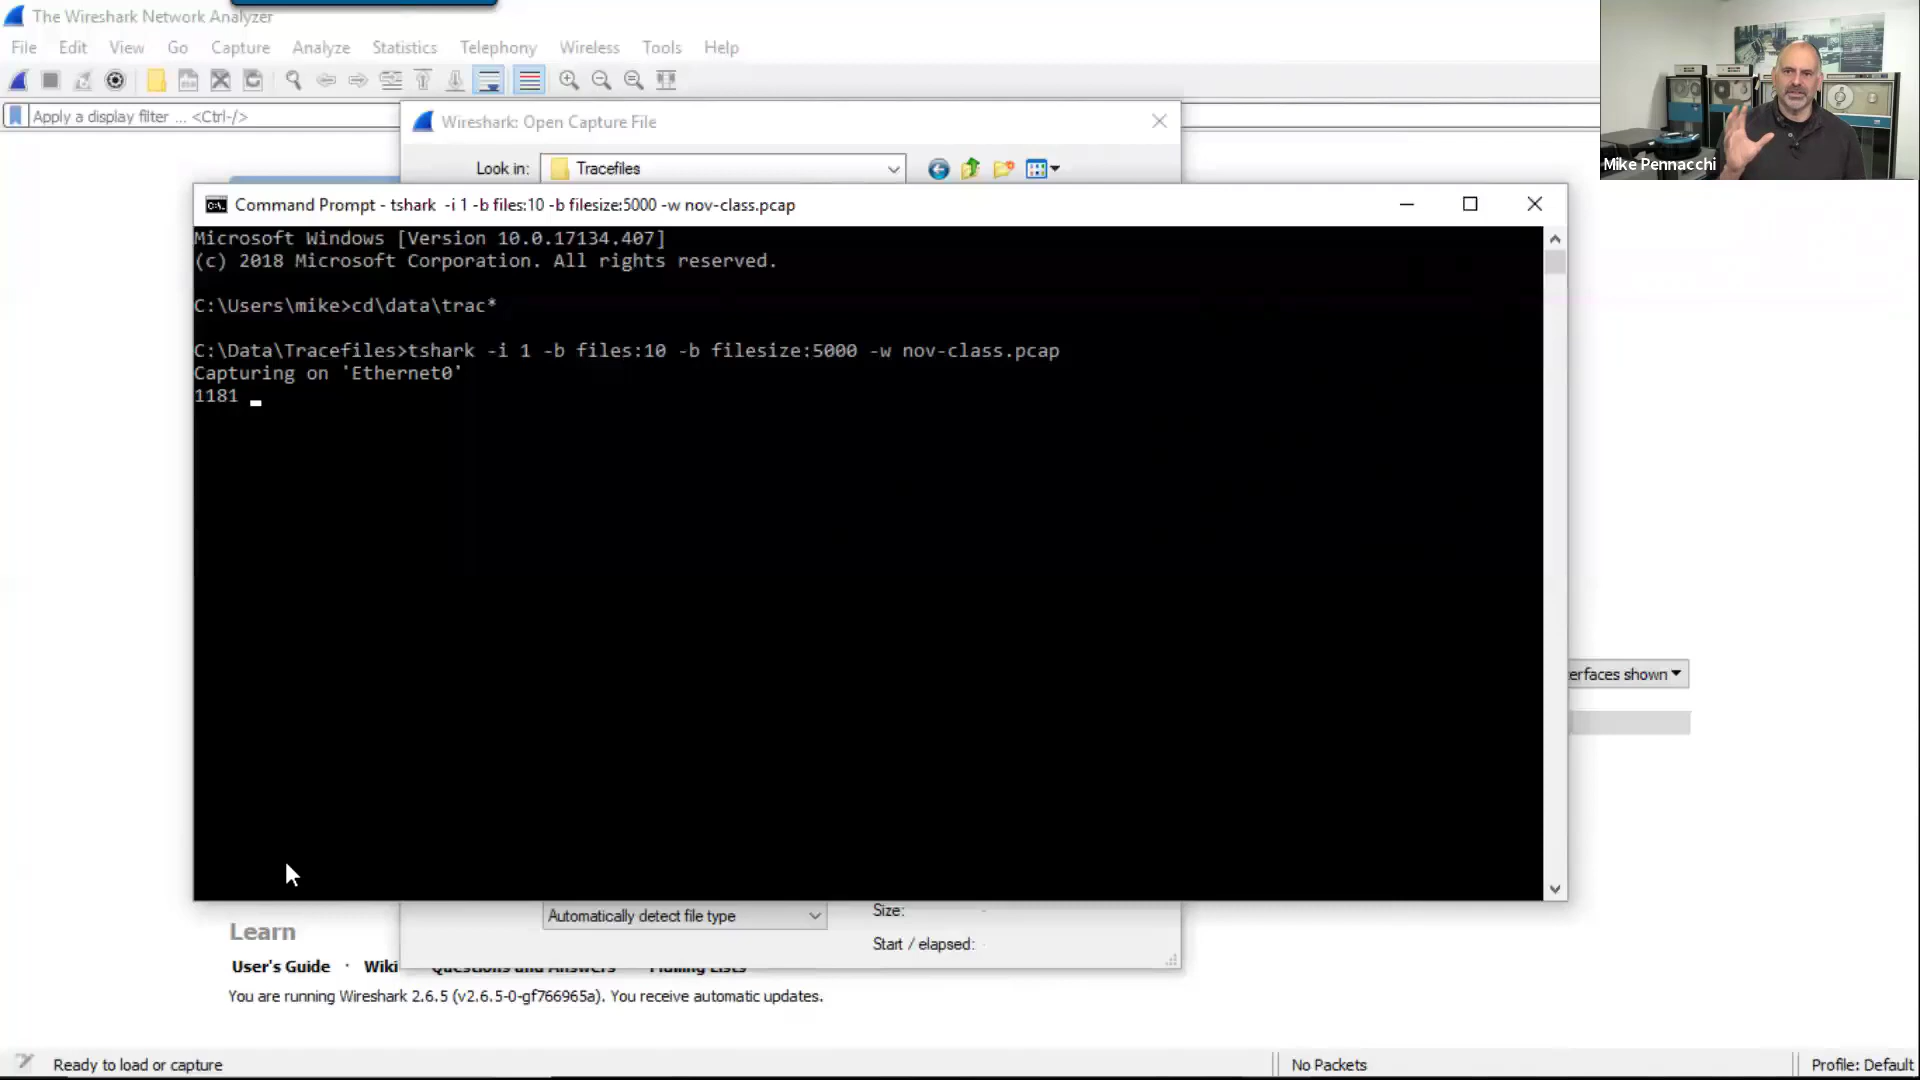 The Wireshark Network Analyzer
File Edit View Go Capture Analyze Statistics Telephony Wireless Tools Help
Apply a display filter ... <Ctrl-/>
Wireshark: Open Capture File
Look in: Tracefiles
Mike Pennacchi
Command Prompt - tshark -i 1 -b files:10 -b filesize:5000 -w nov-class.pcap
Microsoft Windows [Version 10.0.17134.407]
(c) 2018 Microsoft Corporation. All rights reserved.
C:\Users\mike>cd\data\trac*
C:\Data\Tracefiles>tshark -i 1 -b files:10 -b filesize:5000 -w nov-class.pcap
Capturing on 'Ethernet0'
1181
erfaces shown
Automatically detect file type
Size: -
Start / elapsed: -
Learn
User's Guide · Wiki Questions and Answers · Mailing Lists
You are running Wireshark 2.6.5 (v2.6.5-0-gf766965a). You receive automatic updates.
Ready to load or capture
No Packets
Profile: Default